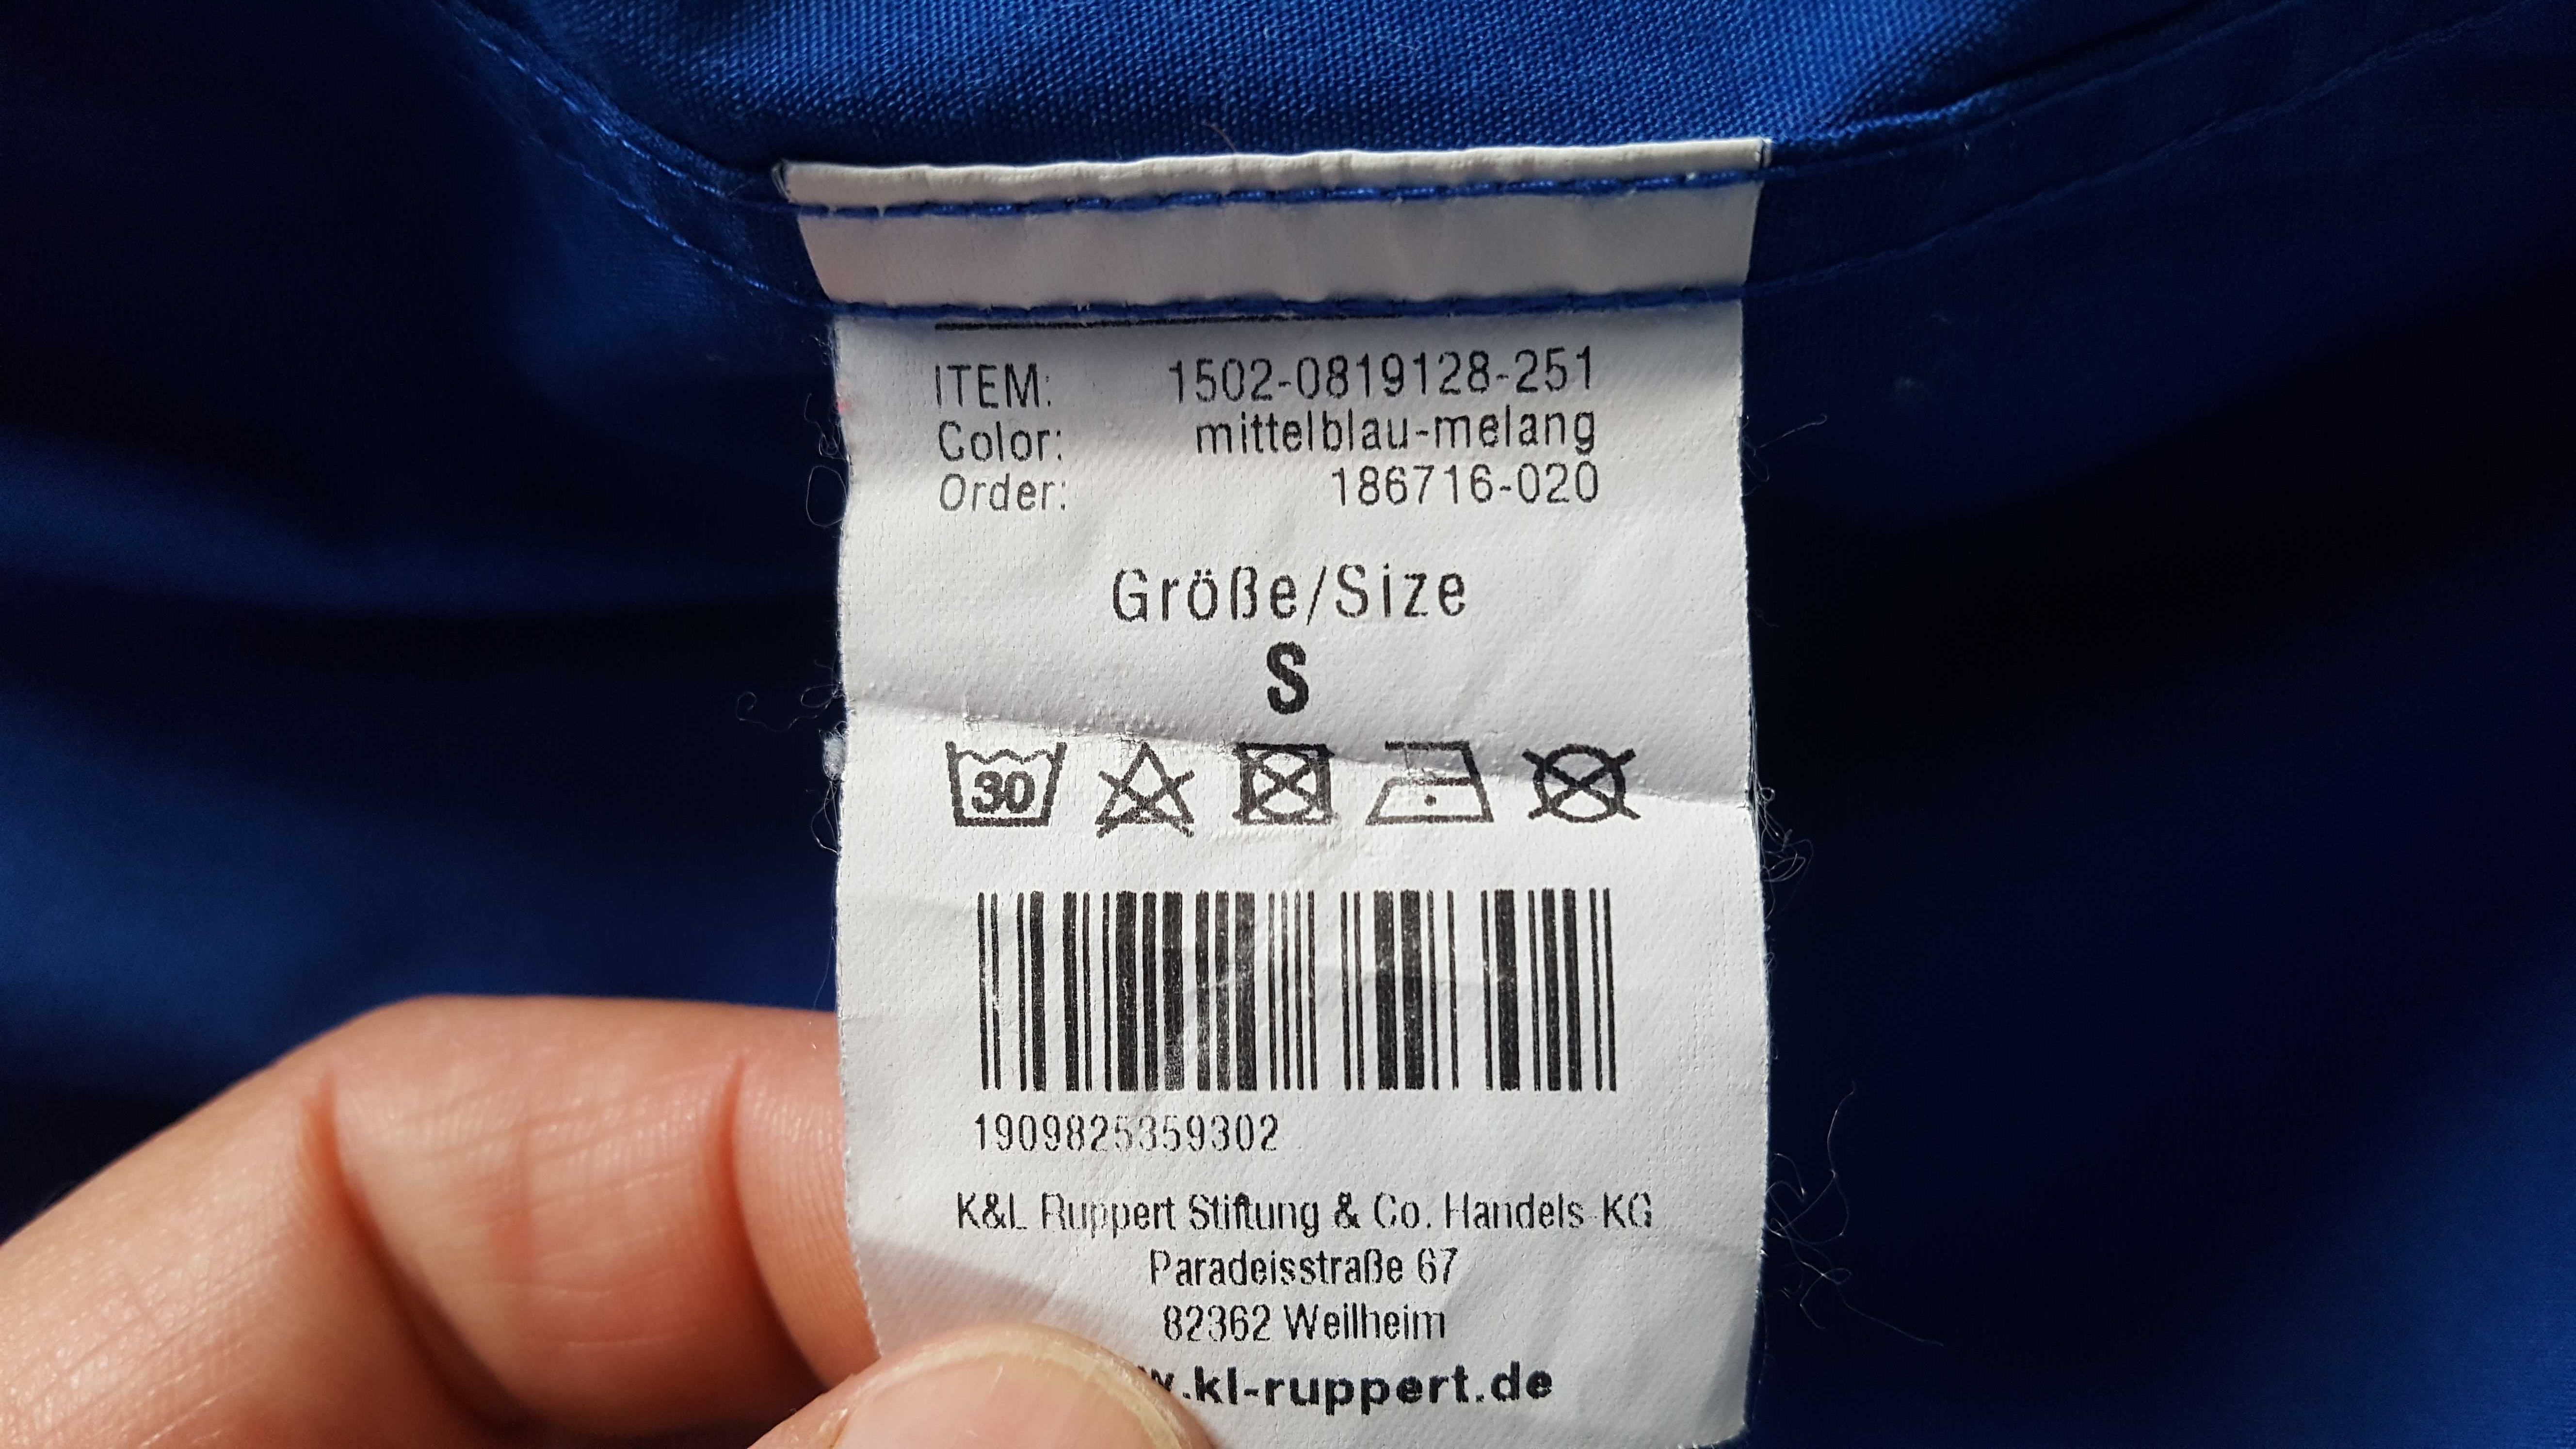 ITEM: 1502-0819128-251
Color: mittelblau-melang
Order: 186716-020
Größe/Size
S
30
1909825359302
K&L Ruppert Stiftung & Co. Handels-KG
Paradeisstraße 67
82362 Weilheim
.kl-ruppert.de